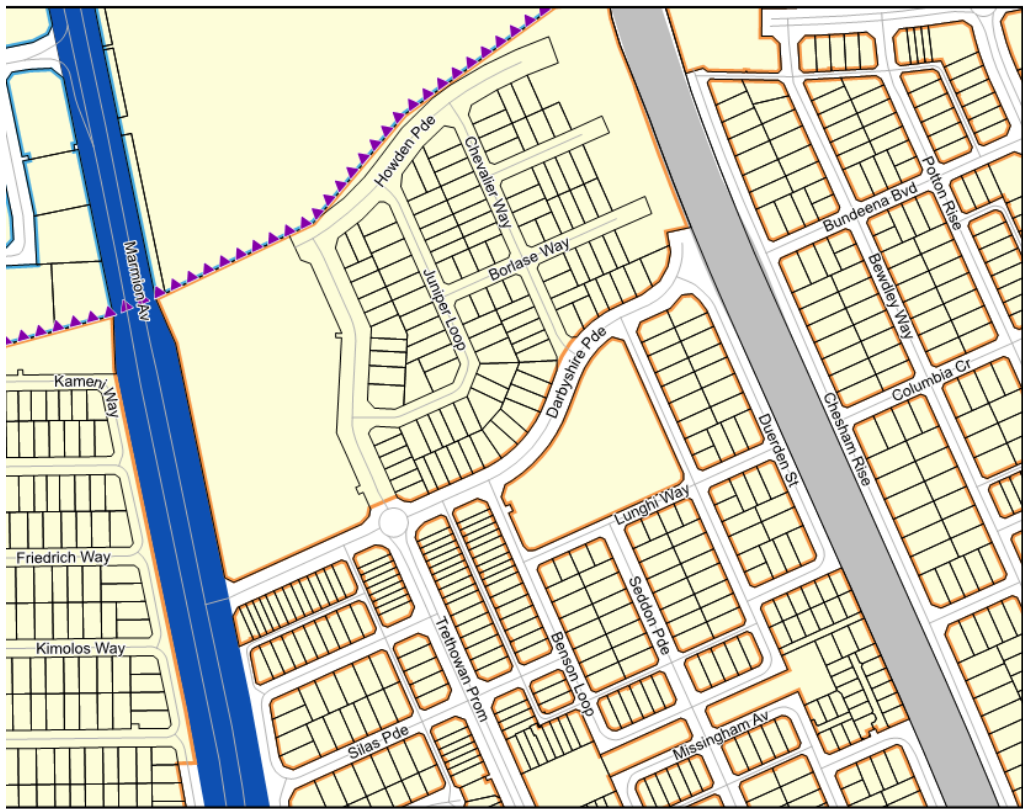 Howden Pde
Chevalier Way
Potton Rise
Bundeena Bvd
Marmion Av
Borlase Way
Juniper Loop
Bewdley Way
Darbyshire Pde
Columbia Cr
Kameni Way
Chesham Rise
Duerden St
Lunghi Way
Friedrich Way
Seddon Pde
Kimolos Way
Trethowan Prom
Benson Loop
Silas Pde
Missingham Av